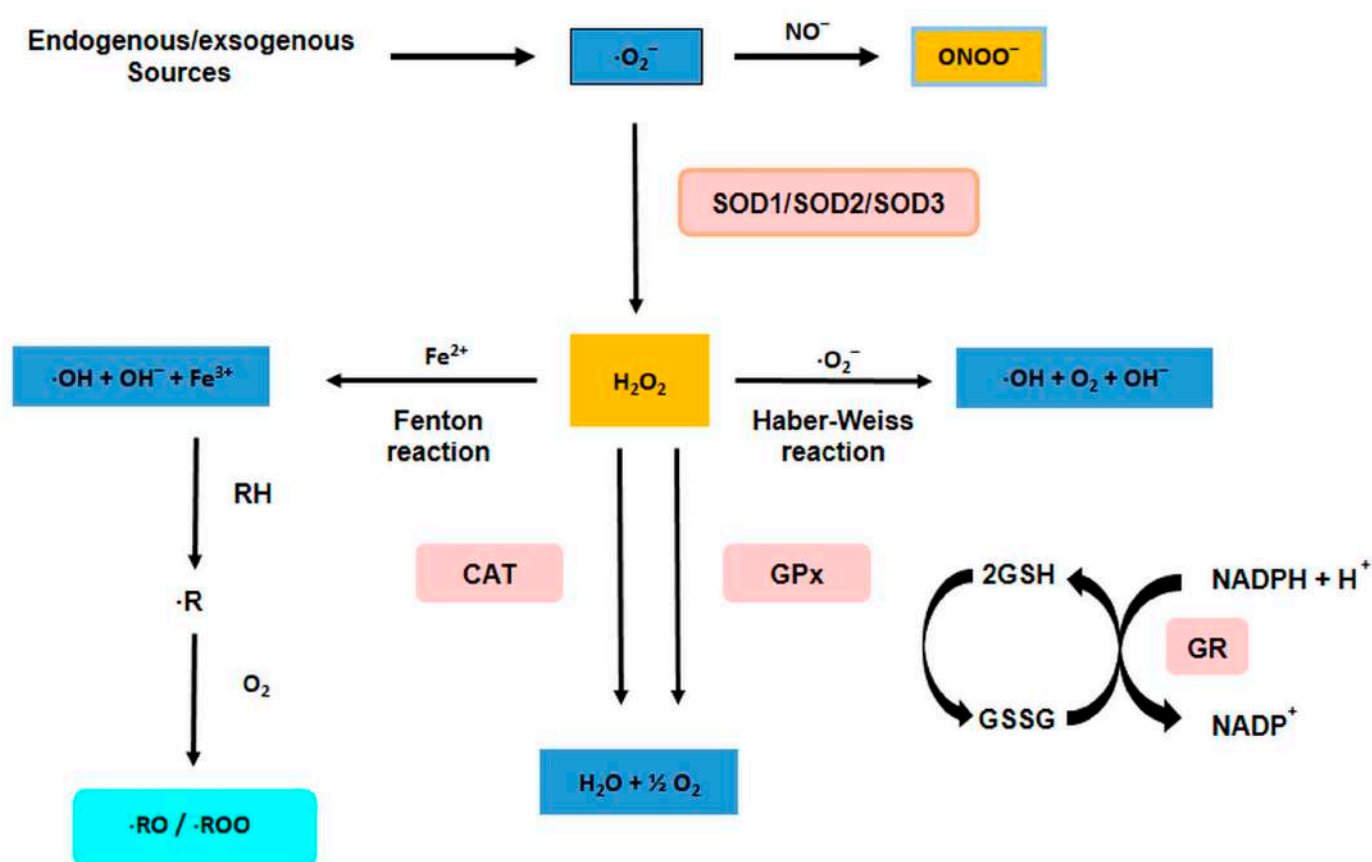 Endogenous/exsogenous
Sources
·O₂⁻
NO⁻
ONOO⁻
SOD1/SOD2/SOD3
·OH + OH⁻ + Fe³⁺
Fe²⁺
Fenton
reaction
H₂O₂
·O₂⁻
Haber-Weiss
reaction
·OH + O₂ + OH⁻
RH
·R
O₂
·RO / ·ROO
CAT
GPx
H₂O + ½ O₂
2GSH
GSSG
NADPH + H⁺
GR
NADP⁺